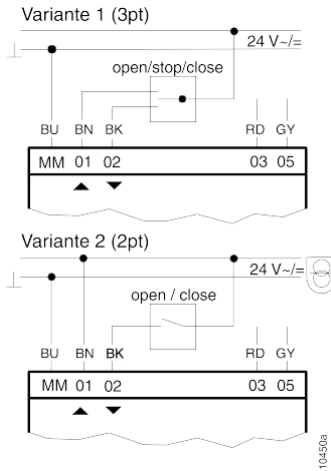 Variante 1 (3pt)
24 V~/=
open/stop/close
BU BN BK RD GY
MM 01 02 03 05
Variante 2 (2pt)
24 V~/=
open / close
BU BN BK RD GY
MM 01 02 03 05
10450a